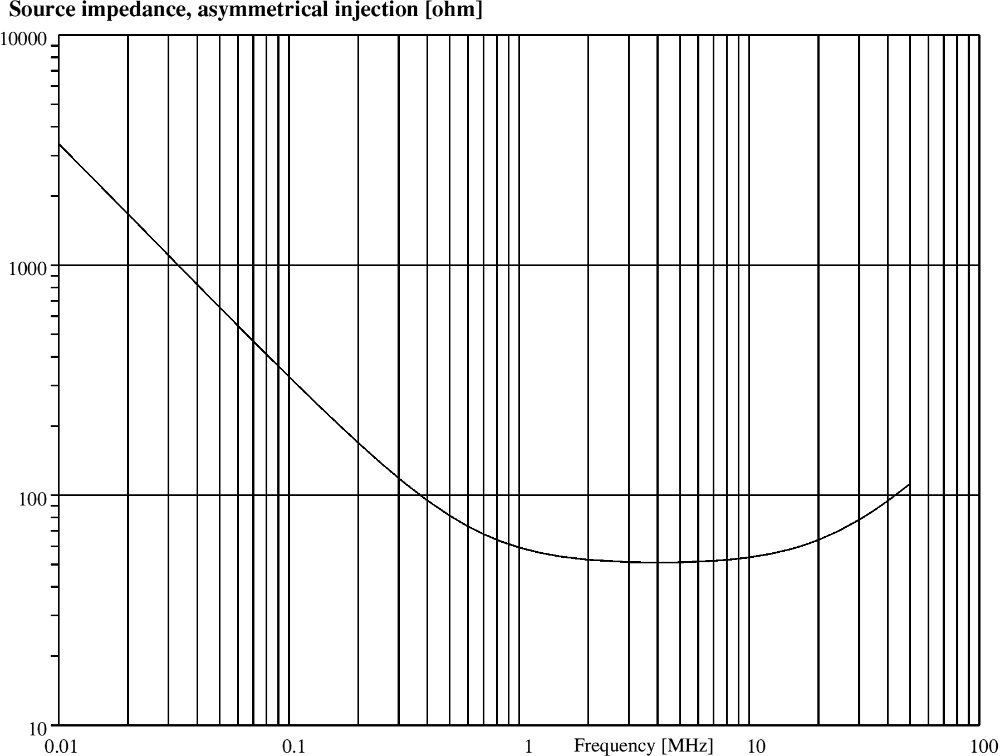 Source impedance, asymmetrical injection [ohm]
10000
1000
100
10
0.01 0.1 1 Frequency [MHz] 10 100